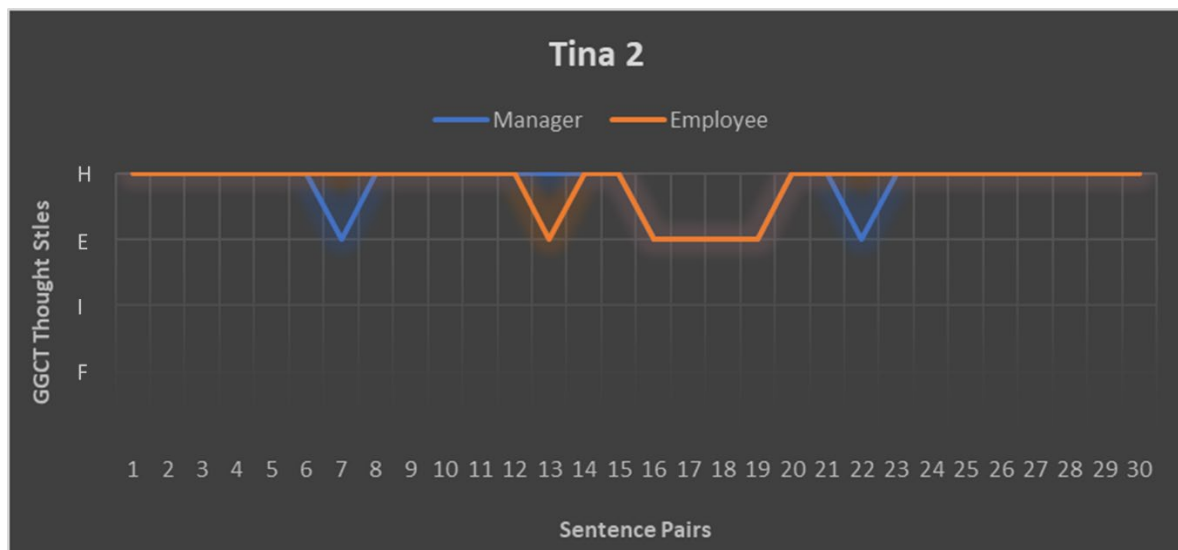 Tina 2
Manager Employee
H
E
I
F
GGCT Thought Stles
1 2 3 4 5 6 7 8 9 10 11 12 13 14 15 16 17 18 19 20 21 22 23 24 25 26 27 28 29 30
Sentence Pairs